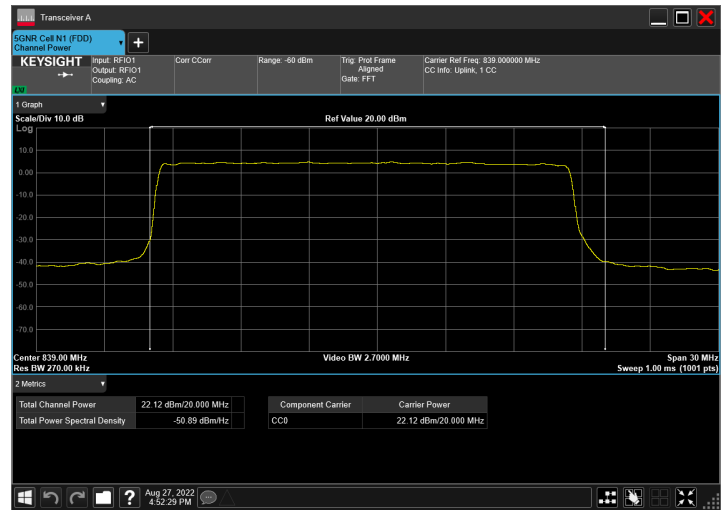 Transceiver A
5GNR Cell N1 (FDD)
Channel Power
KEYSIGHT
Input: RFIO1
Output: RFIO1
Coupling: AC
Corr CCorr
Range: -60 dBm
Trig: Prot Frame
Aligned
Gate: FFT
Carrier Ref Freq: 839.000000 MHz
CC Info: Uplink, 1 CC
LXI
1 Graph
Scale/Div 10.0 dB
Ref Value 20.00 dBm
Log
10.0
0.00
-10.0
-20.0
-30.0
-40.0
-50.0
-60.0
-70.0
Center 839.00 MHz
Video BW 2.7000 MHz
Span 30 MHz
Res BW 270.00 kHz
Sweep 1.00 ms (1001 pts)
2 Metrics
Total Channel Power 22.12 dBm/20.000 MHz
Total Power Spectral Density -50.89 dBm/Hz
Component Carrier Carrier Power
CC0 22.12 dBm/20.000 MHz
?
Aug 27, 2022
4:52:29 PM